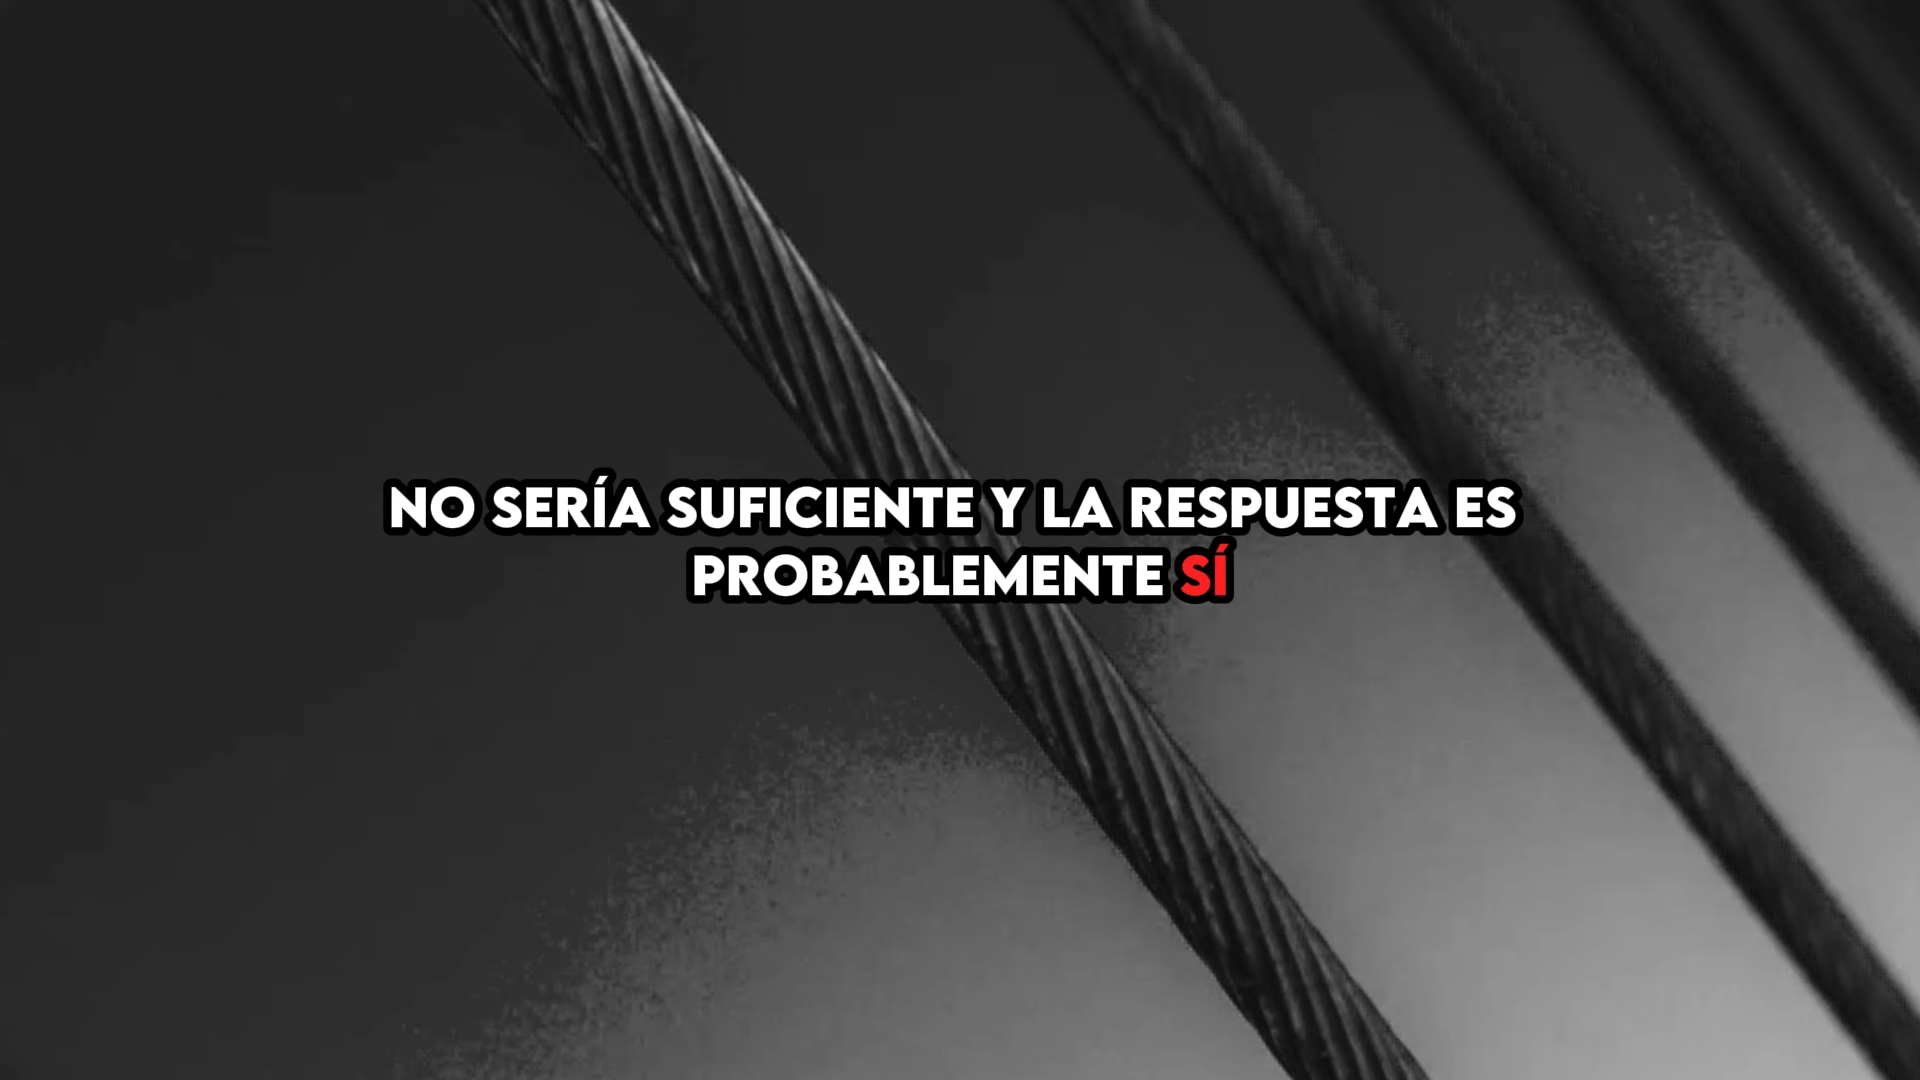 NO SERÍA SUFICIENTE Y LA RESPUESTA ES
PROBABLEMENTE SÍ